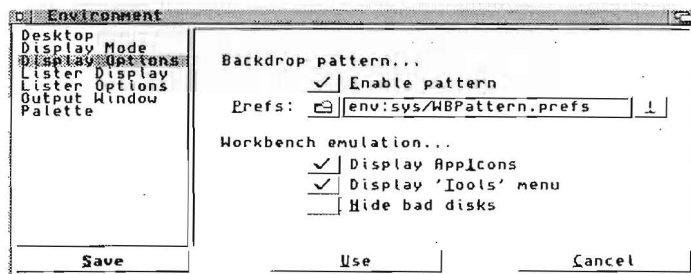 Environment
Desktop
Display Mode
Display Options
Lister Display
Lister Options
Output Window
Palette
Backdrop pattern...
Enable pattern
Prefs: env:sys/WBPattern.prefs
Workbench emulation...
Display AppIcons
Display 'Tools' menu
Hide bad disks
Save Use Cancel